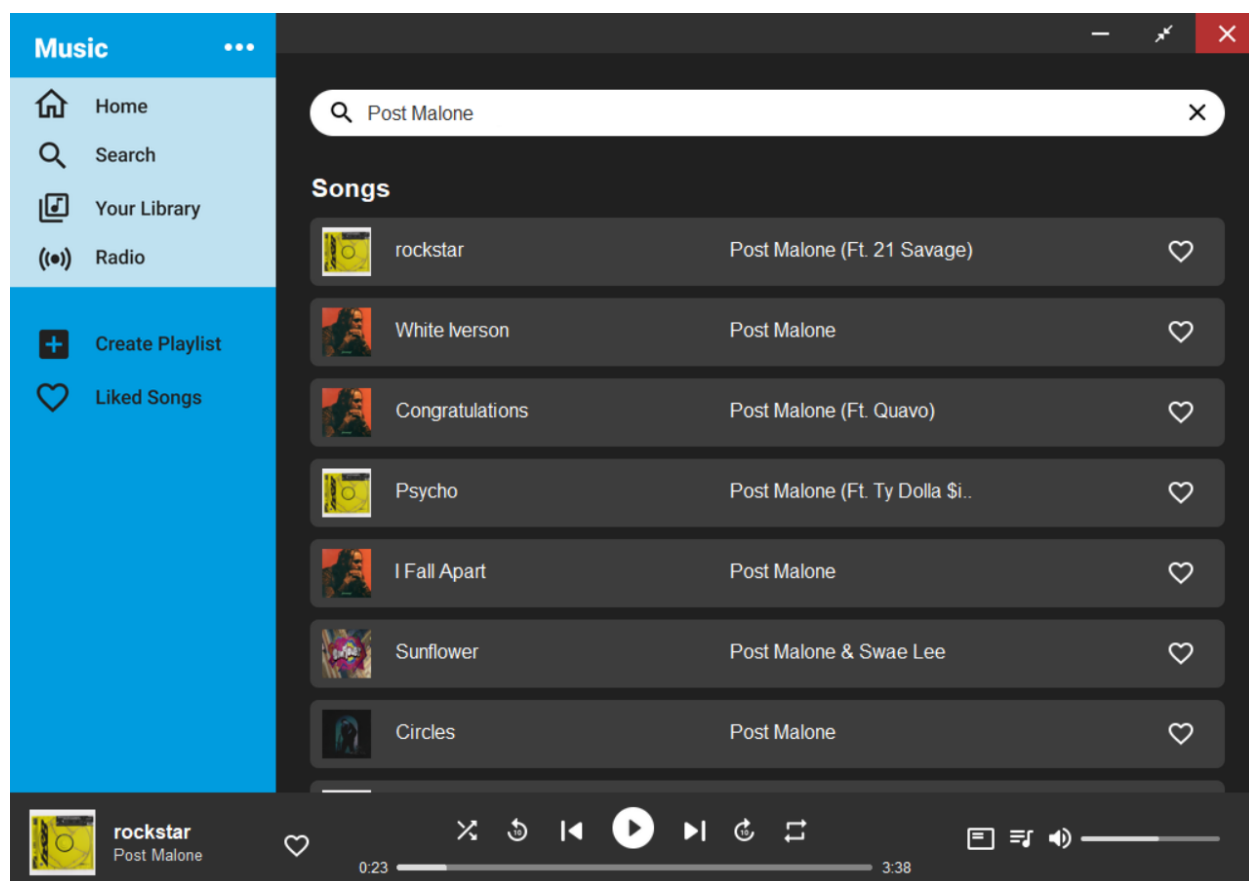 Music
Home
Search
Your Library
Radio
Create Playlist
Liked Songs
Post Malone
Songs
rockstar Post Malone (Ft. 21 Savage)
White Iverson Post Malone
Congratulations Post Malone (Ft. Quavo)
Psycho Post Malone (Ft. Ty Dolla $i..
I Fall Apart Post Malone
Sunflower Post Malone & Swae Lee
Circles Post Malone
rockstar
Post Malone
10 10
0:23 3:38